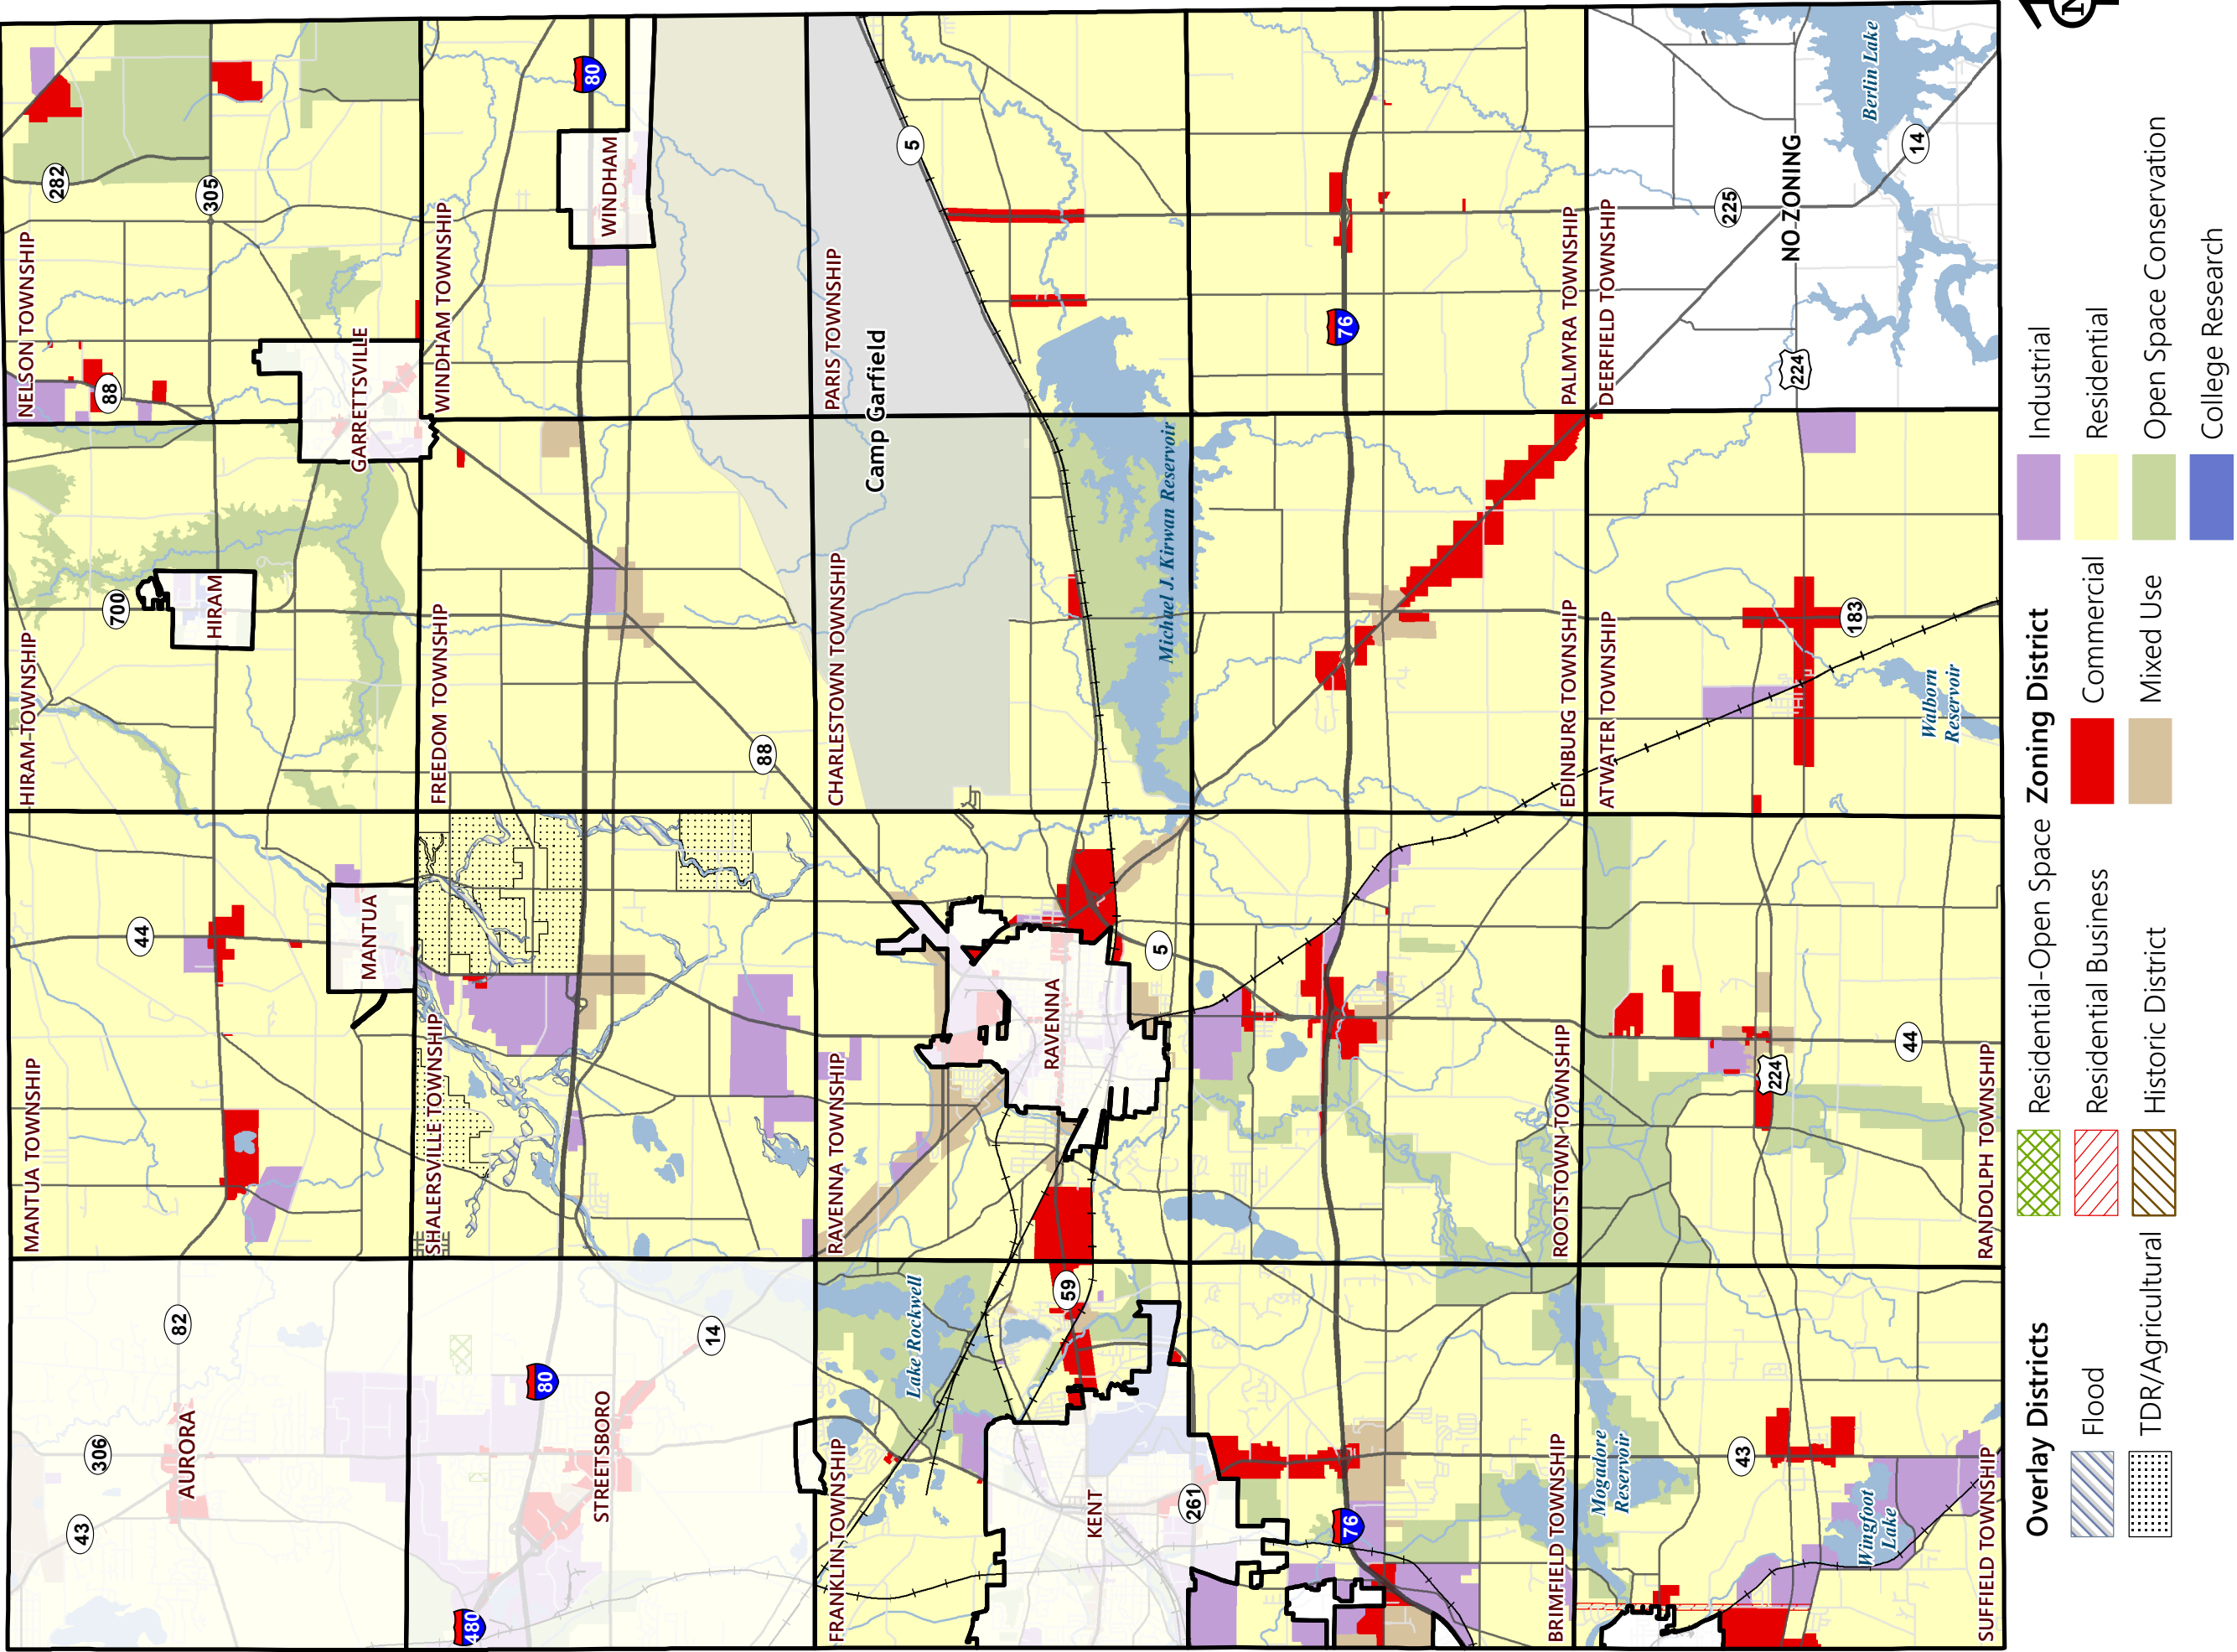 43
306
82
AURORA
480
80
STREETSBORO
14
MANTUA TOWNSHIP
44
MANTUA
SHALERSVILLE TOWNSHIP
HIRAM TOWNSHIP
700
HIRAM
FREEDOM TOWNSHIP
88
NELSON TOWNSHIP
88
282
305
GARRETTSVILLE
WINDHAM TOWNSHIP
WINDHAM
80
FRANKLIN TOWNSHIP
Lake Rockwell
59
KENT
261
RAVENNA TOWNSHIP
RAVENNA
5
CHARLESTOWN TOWNSHIP
Camp Garfield
Michael J. Kirwan Reservoir
PARIS TOWNSHIP
5
76
BRIMFIELD TOWNSHIP
ROOTSTOWN TOWNSHIP
EDINBURG TOWNSHIP
76
PALMYRA TOWNSHIP
Mogadore
Reservoir
43
Wingfoot
Lake
SUFFIELD TOWNSHIP
224
44
RANDOLPH TOWNSHIP
ATWATER TOWNSHIP
183
Walborn
Reservoir
DEERFIELD TOWNSHIP
225
NO ZONING
224
14
Berlin Lake
Overlay Districts
Flood
TDR/Agricultural
Residential-Open Space
Residential Business
Historic District
Zoning District
Commercial
Mixed Use
Industrial
Residential
Open Space Conservation
College Research
N